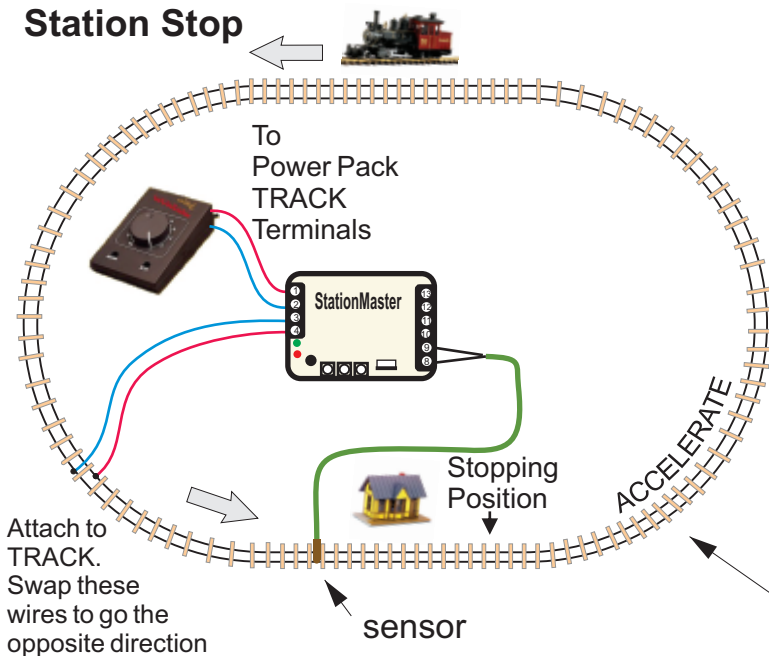 Station Stop
To
Power Pack
TRACK
Terminals
StationMaster
1
2
3
4
13
12
11
10
9
8
ACCELERATE
Stopping
Position
Attach to
TRACK.
Swap these
wires to go the
opposite direction
sensor